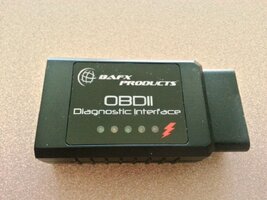 BAFX
PRODUCTS
OBDII
Diagnostic Interface